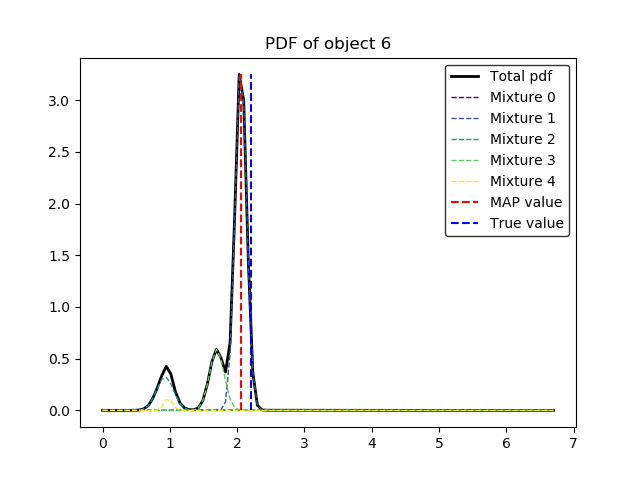 PDF of object 6
Total pdf
Mixture 0
Mixture 1
Mixture 2
Mixture 3
Mixture 4
MAP value
True value
3.0
2.5
2.0
1.5
1.0
0.5
0.0
0 1 2 3 4 5 6 7